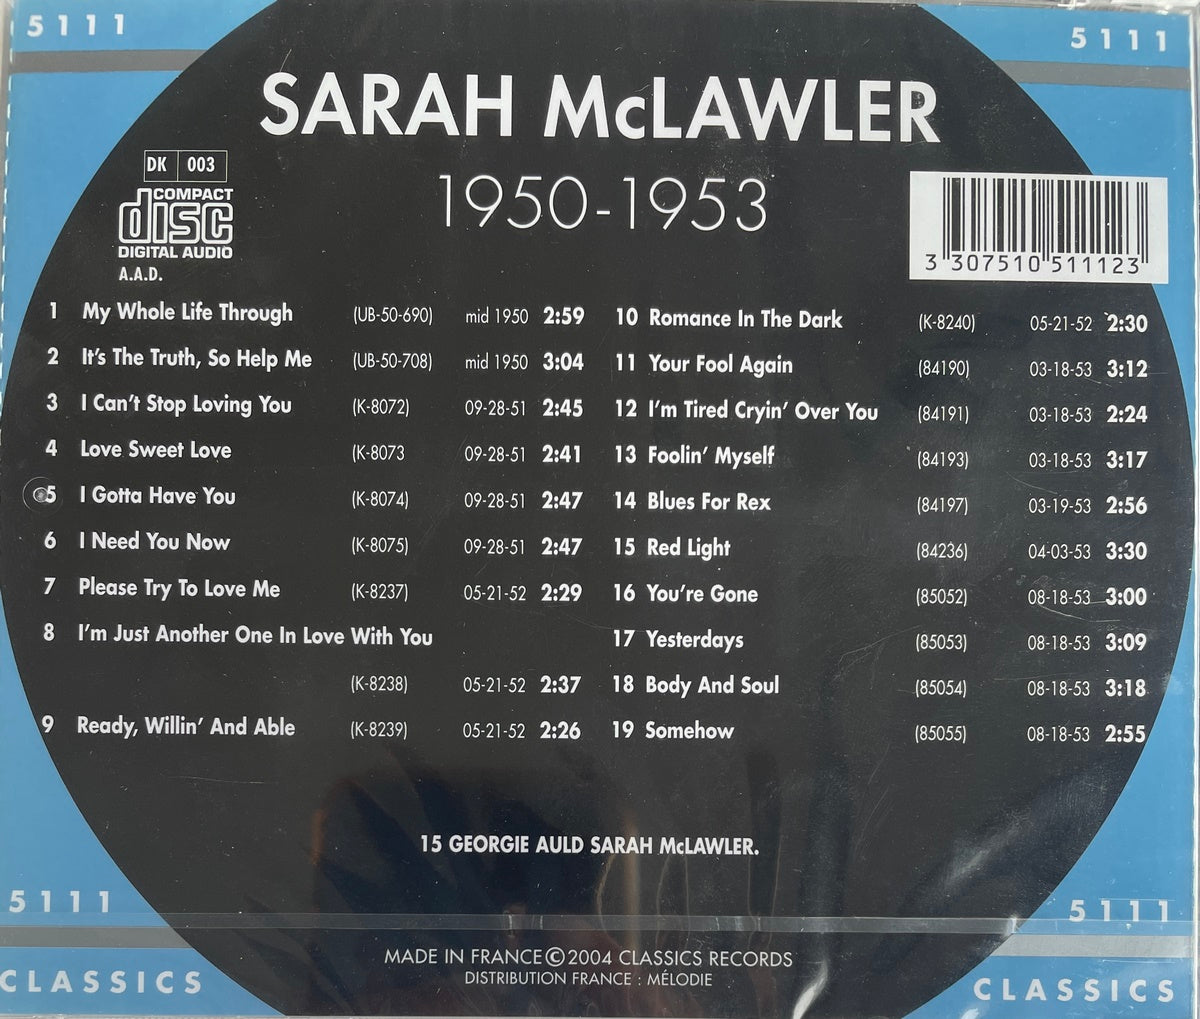 5111
5111
SARAH McLAWLER
1950-1953
DK 003
COMPACT
disc
DIGITAL AUDIO
A.A.D.
3 307510 511123
1 My Whole Life Through (UB-50-690) mid 1950 2:59
2 It's The Truth, So Help Me (UB-50-708) mid 1950 3:04
3 I Can't Stop Loving You (K-8072) 09-28-51 2:45
4 Love Sweet Love (K-8073 09-28-51 2:41
5 I Gotta Have You (K-8074) 09-28-51 2:47
6 I Need You Now (K-8075) 09-28-51 2:47
7 Please Try To Love Me (K-8237) 05-21-52 2:29
8 I'm Just Another One In Love With You
(K-8238) 05-21-52 2:37
9 Ready, Willin' And Able (K-8239) 05-21-52 2:26
10 Romance In The Dark (K-8240) 05-21-52 2:30
11 Your Fool Again (84190) 03-18-53 3:12
12 I'm Tired Cryin' Over You (84191) 03-18-53 2:24
13 Foolin' Myself (84193) 03-18-53 3:17
14 Blues For Rex (84197) 03-19-53 2:56
15 Red Light (84236) 04-03-53 3:30
16 You're Gone (85052) 08-18-53 3:00
17 Yesterdays (85053) 08-18-53 3:09
18 Body And Soul (85054) 08-18-53 3:18
19 Somehow (85055) 08-18-53 2:55
15 GEORGIE AULD SARAH McLAWLER.
5111
5111
MADE IN FRANCE©2004 CLASSICS RECORDS
DISTRIBUTION FRANCE : MÉLODIE
CLASSICS
CLASSICS